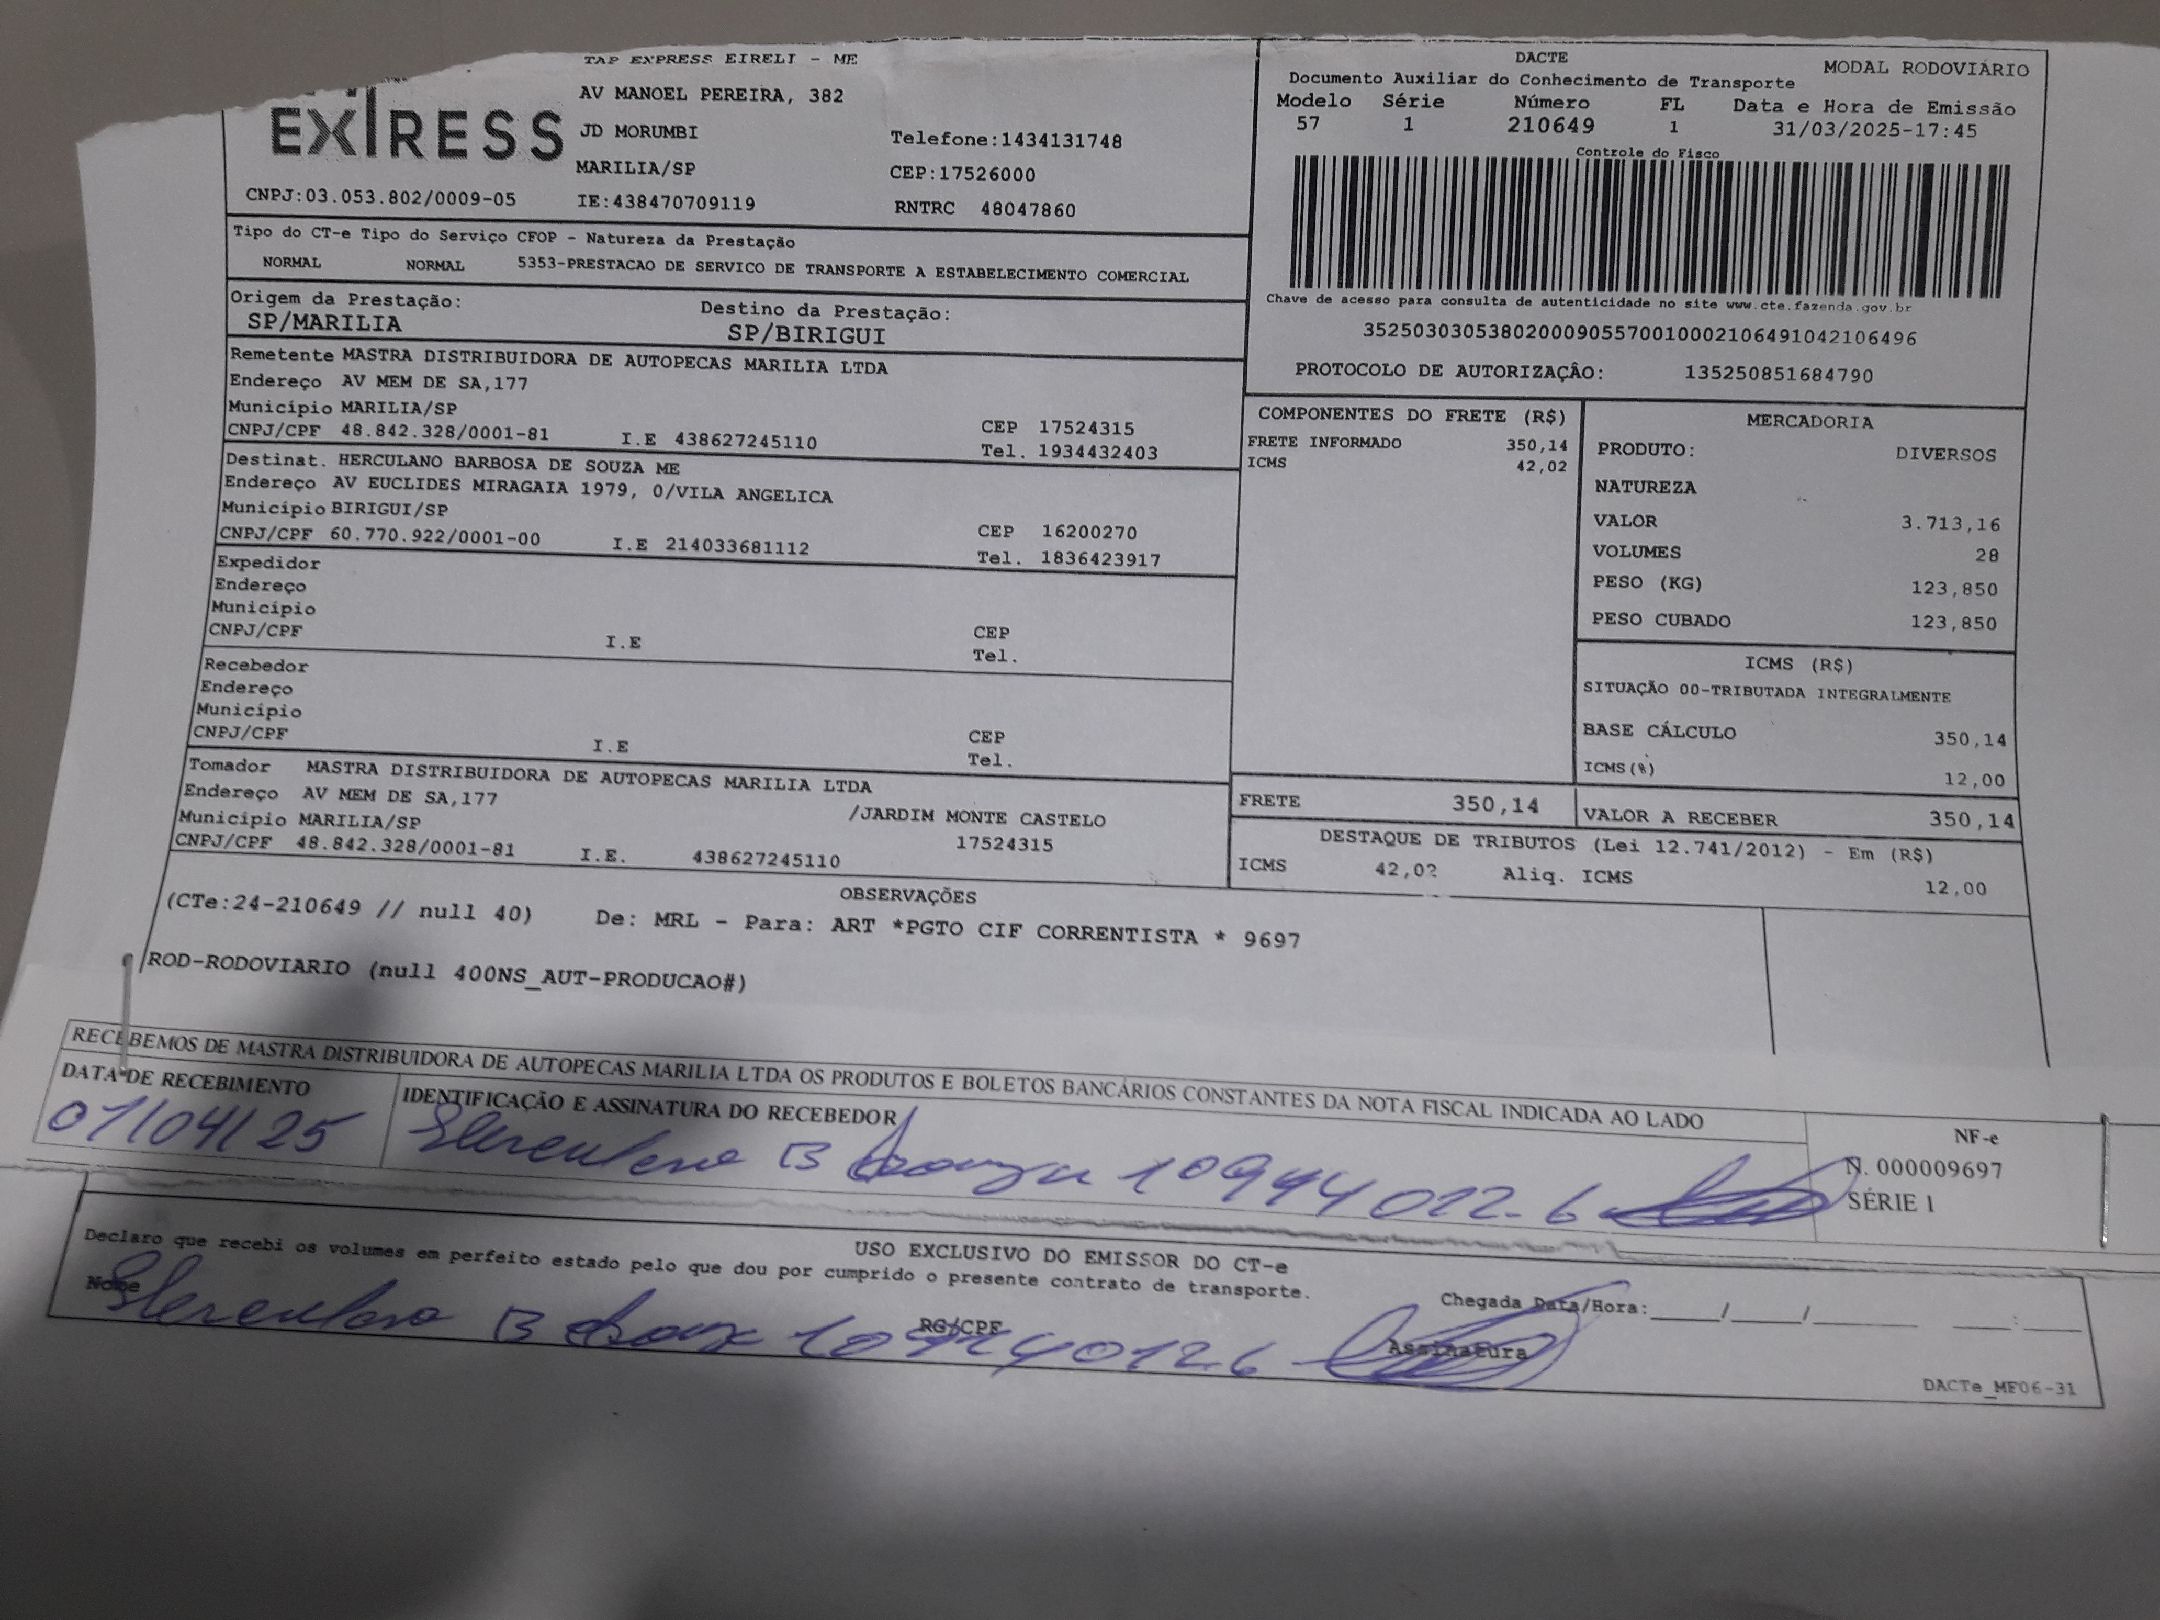 TAP EXPRESS EIRELI - ME
EXPRESS
AV MANOEL PEREIRA, 382
JD MORUMBI
Telefone:1434131748
MARILIA/SP
CEP:17526000
CNPJ:03.053.802/0009-05
IE:438470709119
RNTRC 48047860
DACTE
MODAL RODOVIÁRIO
Documento Auxiliar do Conhecimento de Transporte
Modelo Série Número FL Data e Hora de Emissão
57 1 210649 1 31/03/2025-17:45
Controle do Fisco
Chave de acesso para consulta de autenticidade no site www.cte.fazenda.gov.br
35250303053802000905570010002106491042106496
PROTOCOLO DE AUTORIZAÇÃO: 135250851684790
Tipo do CT-e Tipo do Serviço CFOP - Natureza da Prestação
NORMAL NORMAL 5353-PRESTACAO DE SERVICO DE TRANSPORTE A ESTABELECIMENTO COMERCIAL
Origem da Prestação: Destino da Prestação:
SP/MARILIA SP/BIRIGUI
Remetente MASTRA DISTRIBUIDORA DE AUTOPECAS MARILIA LTDA
Endereço AV MEM DE SA,177
Município MARILIA/SP CEP 17524315
CNPJ/CPF 48.842.328/0001-81 I.E 438627245110 Tel. 1934432403
Destinat. HERCULANO BARBOSA DE SOUZA ME
Endereço AV EUCLIDES MIRAGAIA 1979, 0/VILA ANGELICA
Município BIRIGUI/SP CEP 16200270
CNPJ/CPF 60.770.922/0001-00 I.E 214033681112 Tel. 1836423917
Expedidor
Endereço
Município CEP
CNPJ/CPF I.E Tel.
Recebedor
Endereço
Município CEP
CNPJ/CPF I.E Tel.
Tomador MASTRA DISTRIBUIDORA DE AUTOPECAS MARILIA LTDA
Endereço AV MEM DE SA,177 /JARDIM MONTE CASTELO
Município MARILIA/SP 17524315
CNPJ/CPF 48.842.328/0001-81 I.E. 438627245110
COMPONENTES DO FRETE (R$)
FRETE INFORMADO 350,14
ICMS 42,02
MERCADORIA
PRODUTO: DIVERSOS
NATUREZA
VALOR 3.713,16
VOLUMES 28
PESO (KG) 123,850
PESO CUBADO 123,850
ICMS (R$)
SITUAÇÃO 00-TRIBUTADA INTEGRALMENTE
BASE CÁLCULO 350,14
ICMS(%) 12,00
FRETE 350,14 VALOR A RECEBER 350,14
DESTAQUE DE TRIBUTOS (Lei 12.741/2012) - Em (R$)
ICMS 42,02 Aliq. ICMS 12,00
OBSERVAÇÕES
(CTe:24-210649 // null 40) De: MRL - Para: ART *PGTO CIF CORRENTISTA * 9697
ROD-RODOVIARIO (null 400NS_AUT-PRODUCAO#)
RECEBEMOS DE MASTRA DISTRIBUIDORA DE AUTOPECAS MARILIA LTDA OS PRODUTOS E BOLETOS BANCÁRIOS CONSTANTES DA NOTA FISCAL INDICADA AO LADO
DATA DE RECEBIMENTO IDENTIFICAÇÃO E ASSINATURA DO RECEBEDOR
01/04/25 Herculano B Souza
NF-e
N. 000009697
SÉRIE 1
USO EXCLUSIVO DO EMISSOR DO CT-e
Declaro que recebi os volumes em perfeito estado pelo que dou por cumprido o presente contrato de transporte.
Chegada Data/Hora:_____/_____/_______ ___:____
Nome RG/CPF Assinatura
Herculano B Souza
DACTe_MF06-31